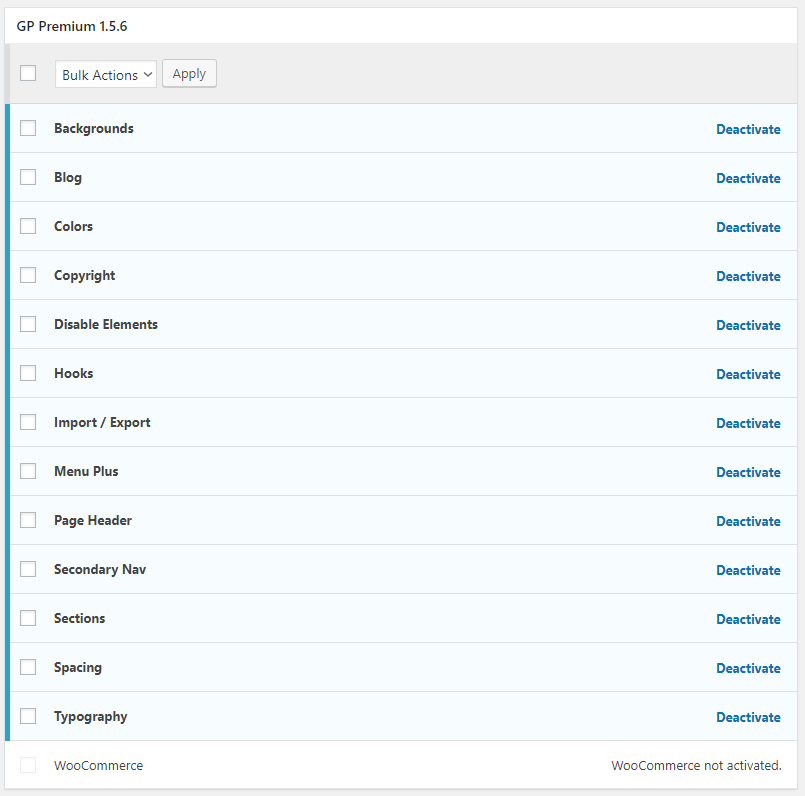 GP Premium 1.5.6
Bulk Actions Apply
Backgrounds Deactivate
Blog Deactivate
Colors Deactivate
Copyright Deactivate
Disable Elements Deactivate
Hooks Deactivate
Import / Export Deactivate
Menu Plus Deactivate
Page Header Deactivate
Secondary Nav Deactivate
Sections Deactivate
Spacing Deactivate
Typography Deactivate
WooCommerce WooCommerce not activated.